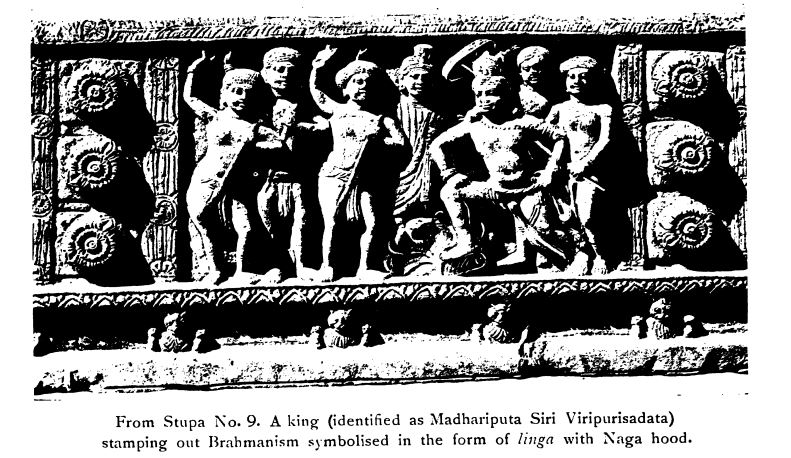 From Stupa No. 9. A king (identified as Madhariputa Siri Viripurisadata)
stamping out Brahmanism symbolised in the form of linga with Naga hood.